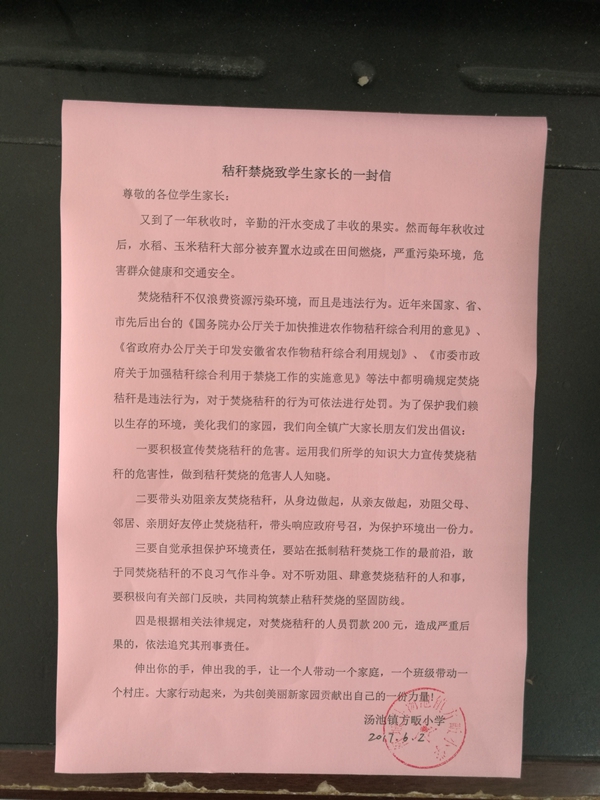 秸秆禁烧致学生家长的一封信
尊敬的各位学生家长：
又到了一年秋收时，辛勤的汗水变成了丰收的果实。然而每年秋收过
后，水稻、玉米秸秆大部分被弃置水边或在田间燃烧，严重污染环境，危
害群众健康和交通安全。
焚烧秸秆不仅浪费资源污染环境，而且是违法行为。近年来国家、省、
市先后出台的《国务院办公厅关于加快推进农作物秸秆综合利用的意见》、
《省政府办公厅关于印发安徽省农作物秸秆综合利用规划》、《市委市政
府关于加强秸秆综合利用于禁烧工作的实施意见》等法中都明确规定焚烧
秸秆是违法行为，对于焚烧秸秆的行为可依法进行处罚。为了保护我们赖
以生存的环境，美化我们的家园，我们向全镇广大家长朋友们发出倡议：
一要积极宣传焚烧秸秆的危害。运用我们所学的知识大力宣传焚烧秸
秆的危害性，做到秸秆焚烧的危害人人知晓。
二要带头劝阻亲友焚烧秸秆，从身边做起，从亲友做起，劝阻父母、
邻居、亲朋好友停止焚烧秸秆，带头响应政府号召，为保护环境出一份力。
三要自觉承担保护环境责任，要站在抵制秸秆焚烧工作的最前沿，敢
于同焚烧秸秆的不良习气作斗争。对不听劝阻、肆意焚烧秸秆的人和事，
要积极向有关部门反映，共同构筑禁止秸秆焚烧的坚固防线。
四是根据相关法律规定，对焚烧秸秆的人员罚款 200 元，造成严重后
果的，依法追究其刑事责任。
伸出你的手，伸出我的手，让一个人带动一个家庭，一个班级带动一
个村庄。大家行动起来，为共创美丽新家园贡献出自己的一份力量！
汤池镇方畈小学
2017.6.2